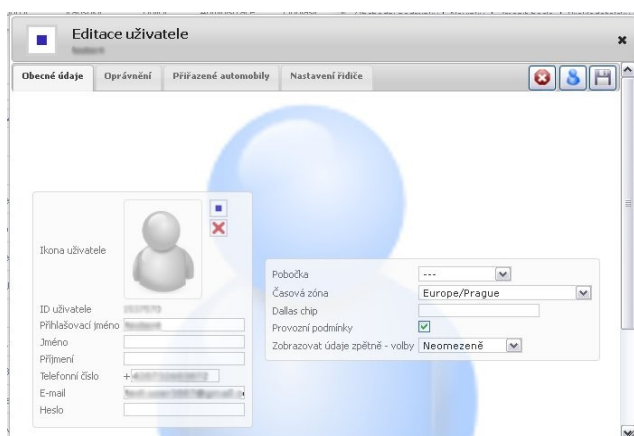 Editace uživatele
Obecné údaje
Oprávnění
Přiřazené automobily
Nastavení řidiče
Ikona uživatele
ID uživatele
Přihlašovací jméno
Jméno
Příjmení
Telefonní číslo +
E-mail
Heslo
Pobočka ---
Časová zóna Europe/Prague
Dallas chip
Provozní podmínky
Zobrazovat údaje zpětně - volby Neomezeně